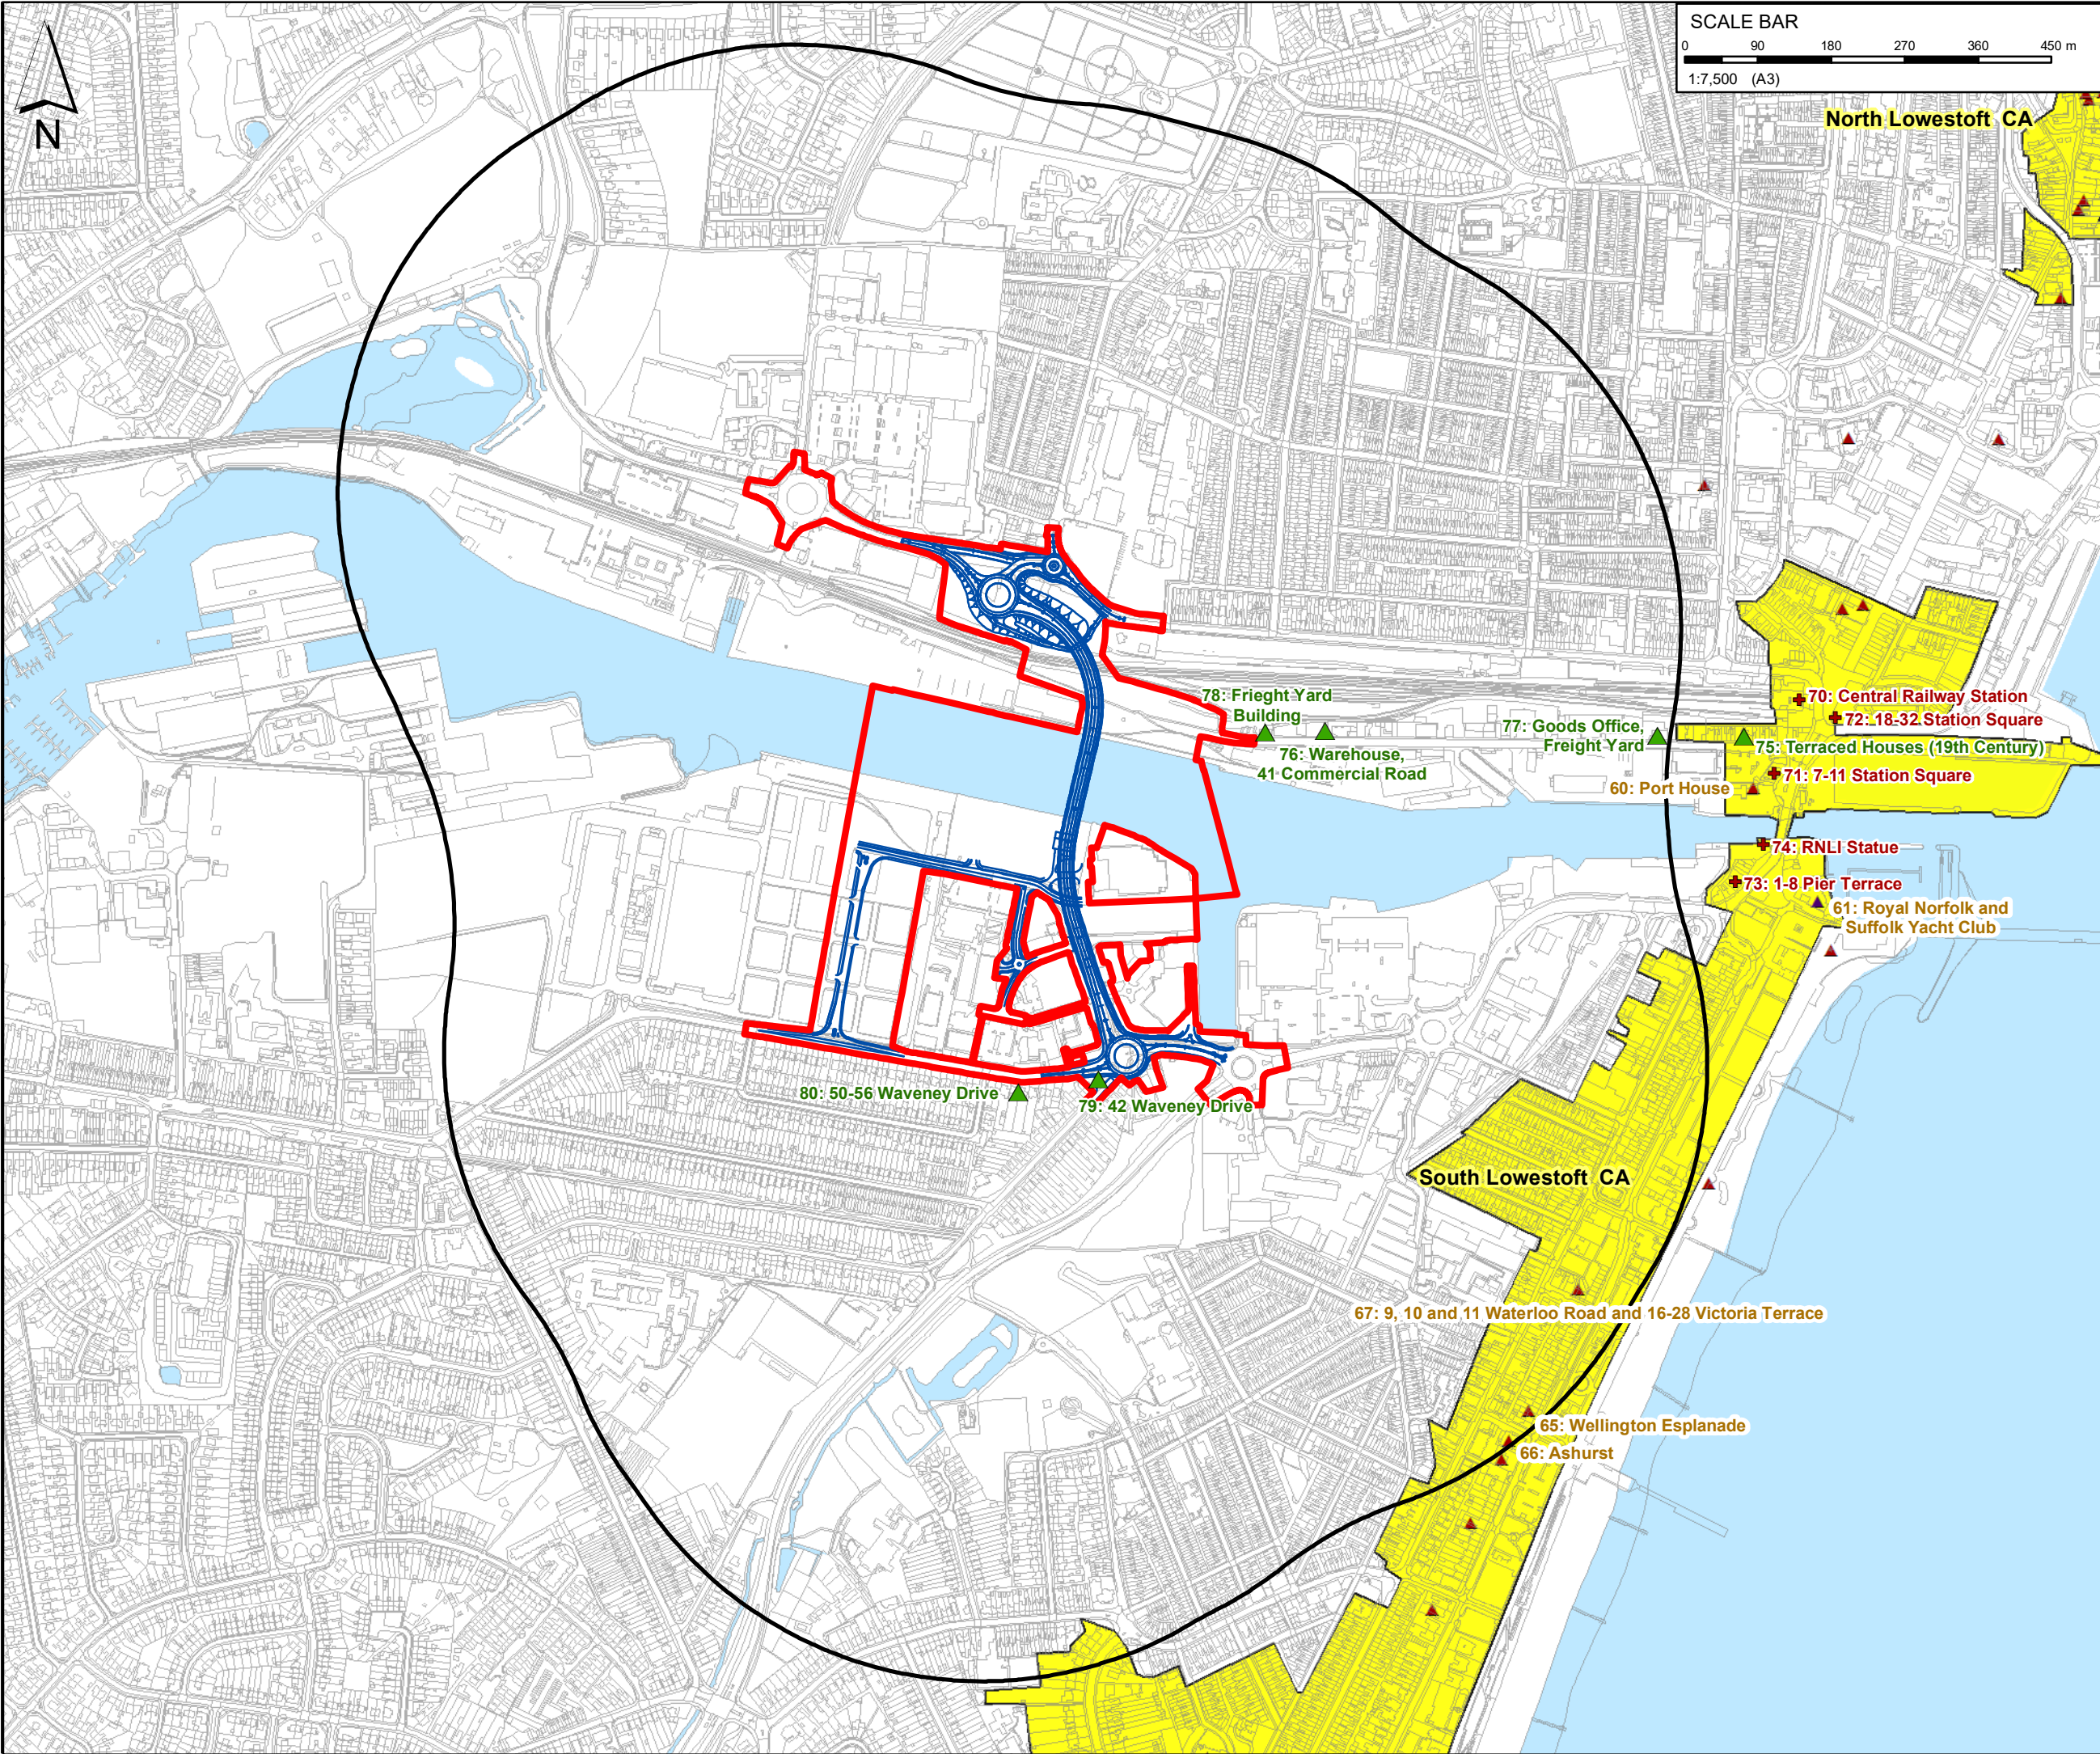 SCALE BAR
0 90 180 270 360 450 m
1:7,500 (A3)
N
North Lowestoft CA
78: Frieght Yard
Building
76: Warehouse,
41 Commercial Road
77: Goods Office,
Freight Yard
70: Central Railway Station
72: 18-32 Station Square
75: Terraced Houses (19th Century)
71: 7-11 Station Square
60: Port House
74: RNLI Statue
73: 1-8 Pier Terrace
61: Royal Norfolk and
Suffolk Yacht Club
80: 50-56 Waveney Drive
79: 42 Waveney Drive
South Lowestoft CA
67: 9, 10 and 11 Waterloo Road and 16-28 Victoria Terrace
65: Wellington Esplanade
66: Ashurst